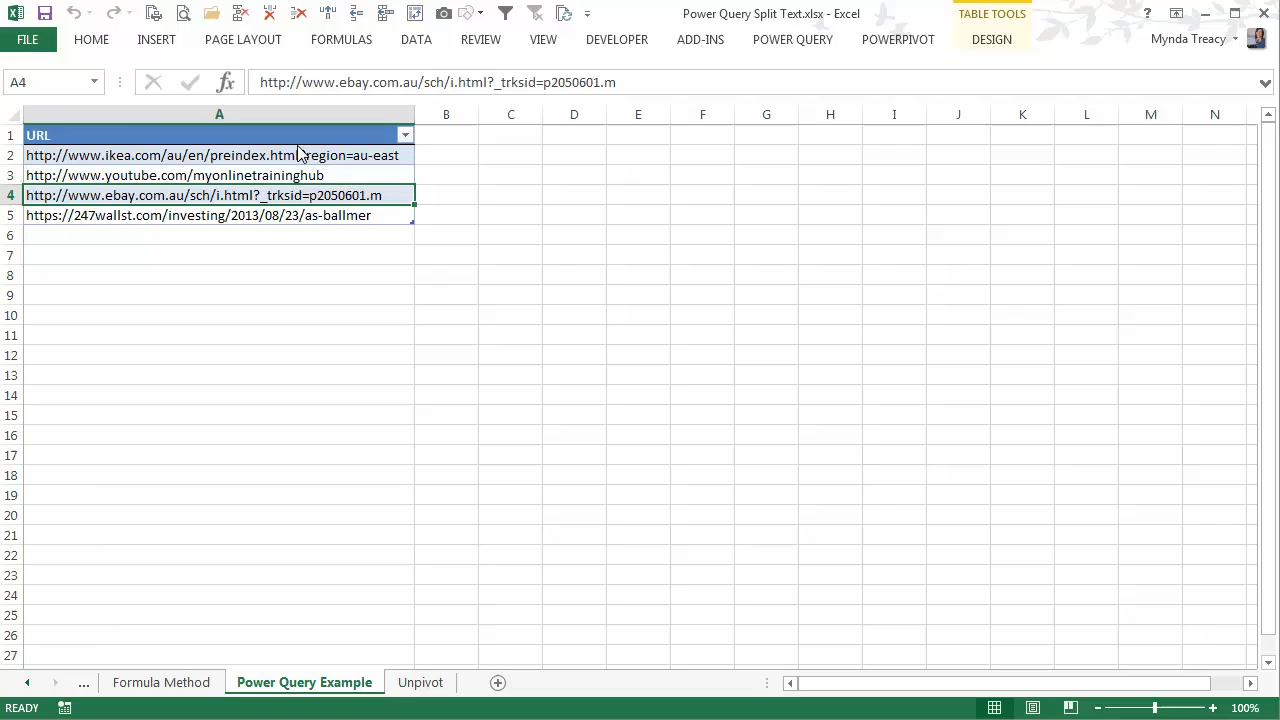 Power Query Split Text.xlsx - Excel
TABLE TOOLS
?
FILE HOME INSERT PAGE LAYOUT FORMULAS DATA REVIEW VIEW DEVELOPER ADD-INS POWER QUERY POWERPIVOT DESIGN Mynda Treacy
A4 fx http://www.ebay.com.au/sch/i.html?_trksid=p2050601.m
A B C D E F G H I J K L M N
1 URL
2 http://www.ikea.com/au/en/preindex.html region=au-east
3 http://www.youtube.com/myonlinetraininghub
4 http://www.ebay.com.au/sch/i.html?_trksid=p2050601.m
5 https://247wallst.com/investing/2013/08/23/as-ballmer
6
7
8
9
10
11
12
13
14
15
16
17
18
19
20
21
22
23
24
25
26
27
... Formula Method Power Query Example Unpivot
READY 100%